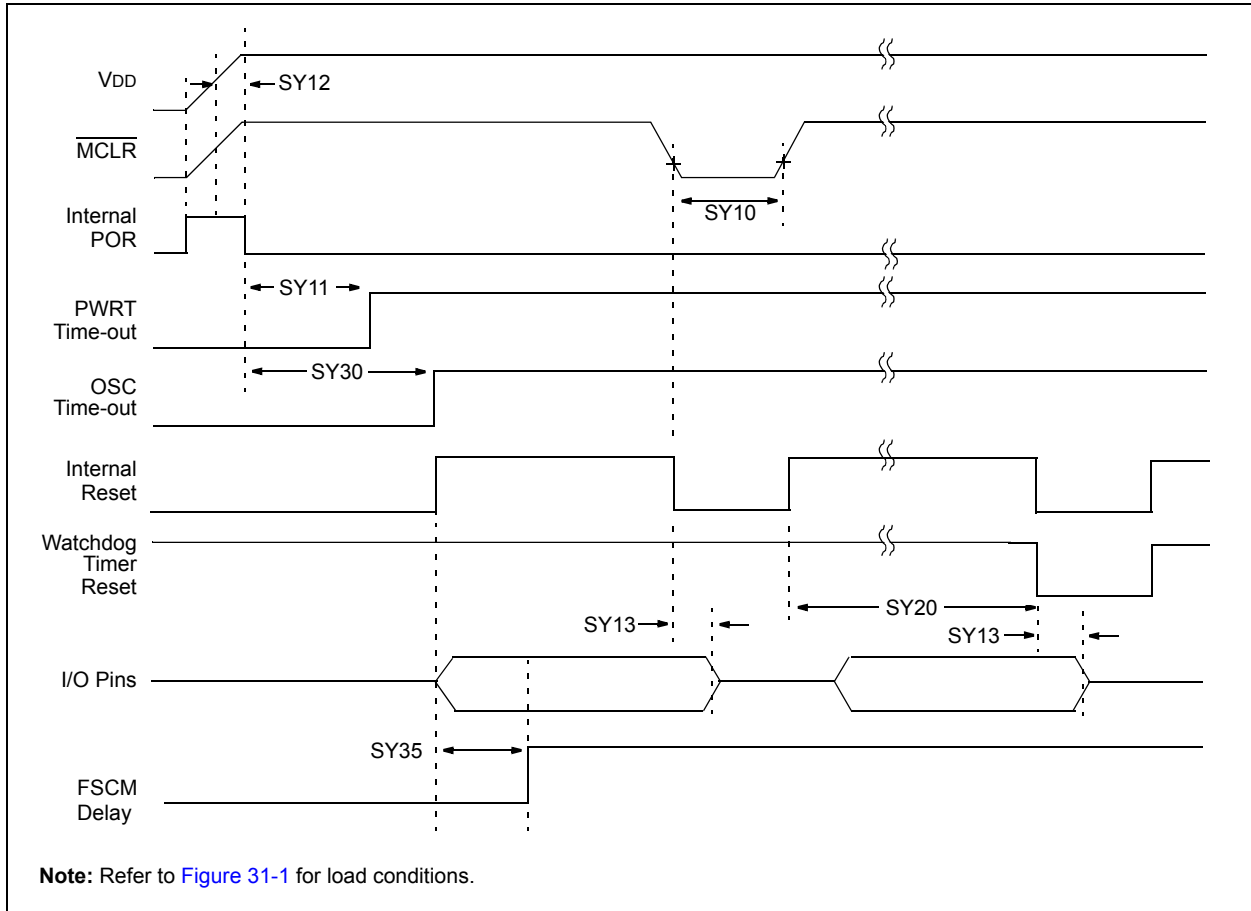 VDD
SY12
MCLR
SY10
Internal
POR
SY11
PWRT
Time-out
SY30
OSC
Time-out
Internal
Reset
Watchdog
Timer
Reset
SY20
SY13
SY13
I/O Pins
SY35
FSCM
Delay
Note: Refer to Figure 31-1 for load conditions.